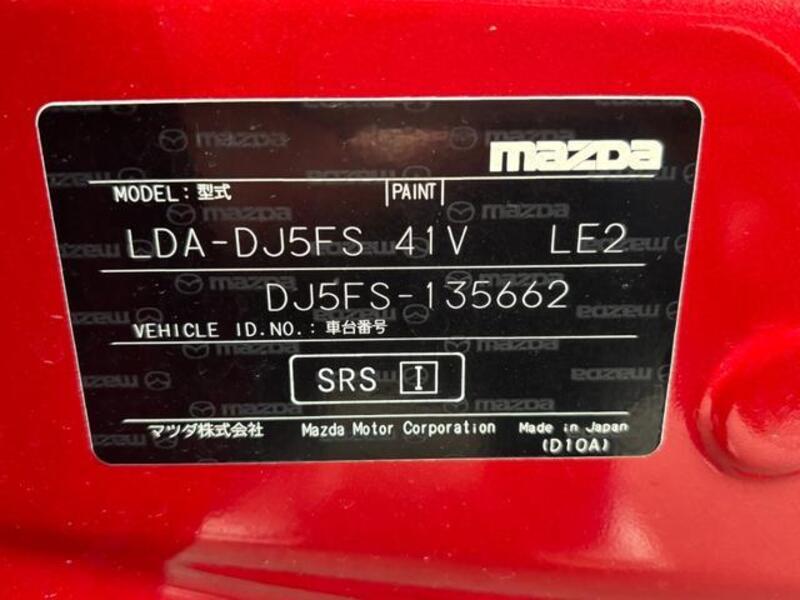 mazda
MODEL: 型式 PAINT
LDA-DJ5FS 41V LE2
DJ5FS-135662
VEHICLE ID.NO.: 車台番号
SRS I
マツダ株式会社 Mazda Motor Corporation Made in Japan
(D10A)